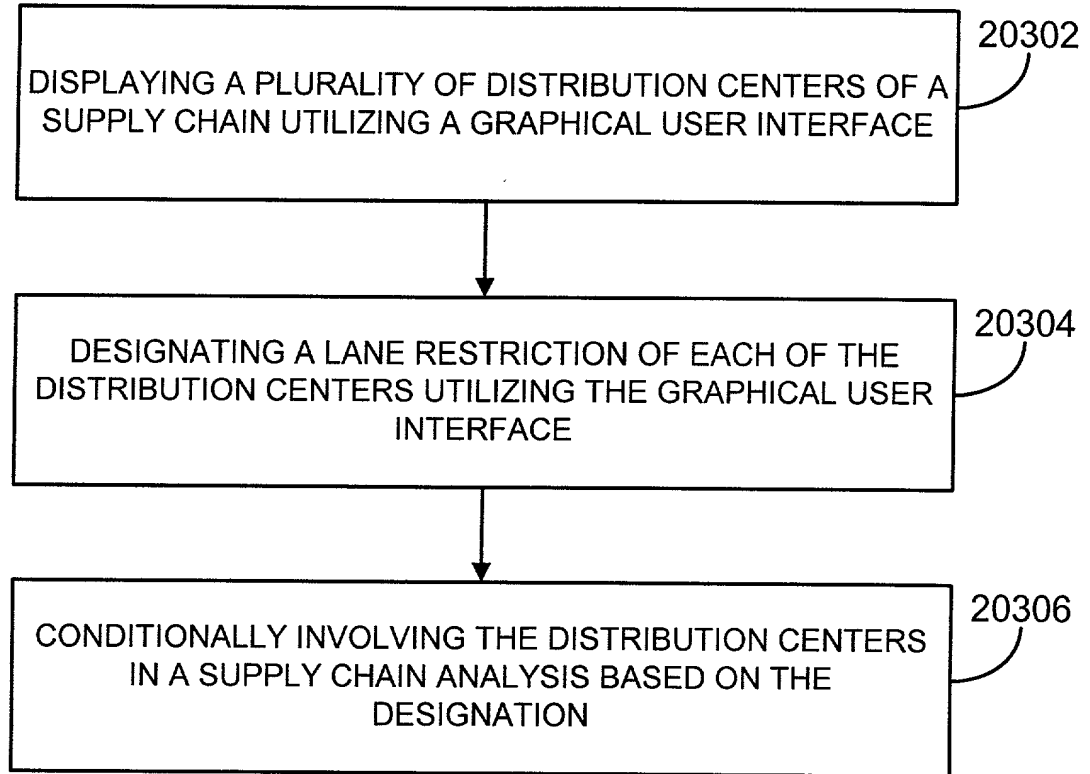 20302
DISPLAYING A PLURALITY OF DISTRIBUTION CENTERS OF A
SUPPLY CHAIN UTILIZING A GRAPHICAL USER INTERFACE
20304
DESIGNATING A LANE RESTRICTION OF EACH OF THE
DISTRIBUTION CENTERS UTILIZING THE GRAPHICAL USER
INTERFACE
20306
CONDITIONALLY INVOLVING THE DISTRIBUTION CENTERS
IN A SUPPLY CHAIN ANALYSIS BASED ON THE
DESIGNATION